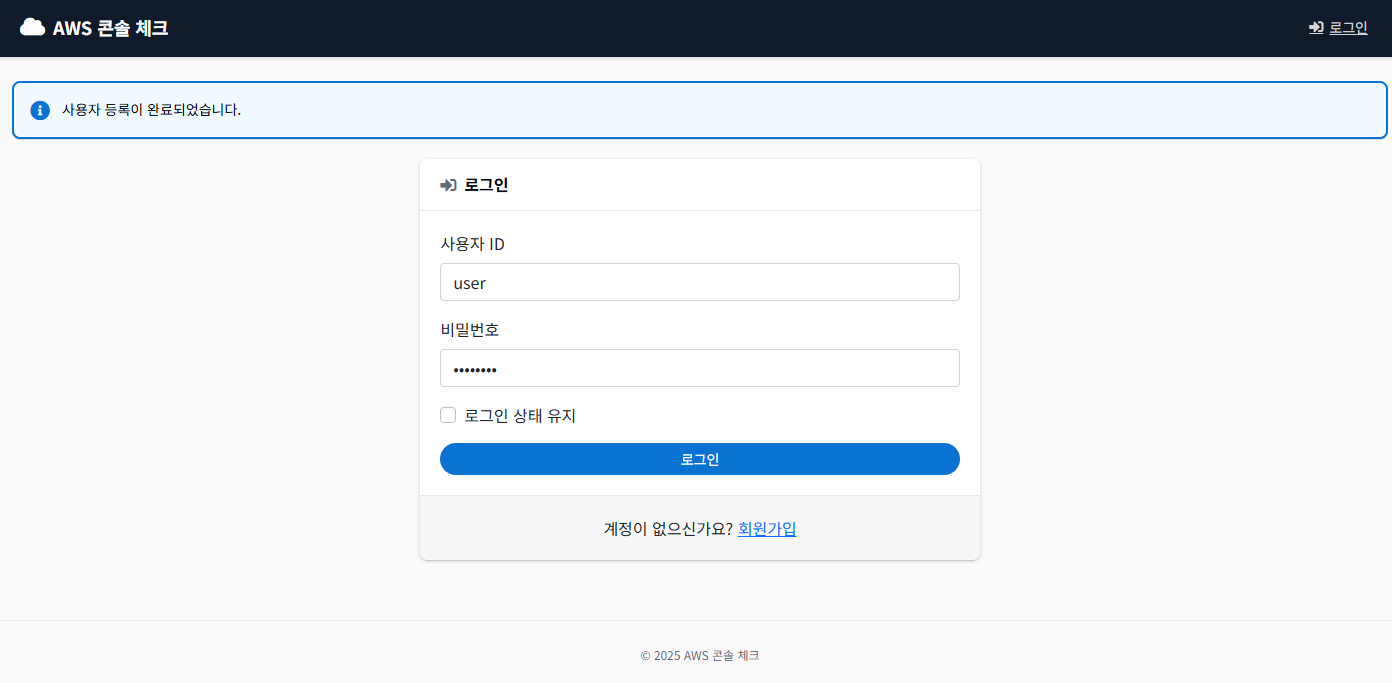 AWS 콘솔 체크
로그인
사용자 등록이 완료되었습니다.
로그인
사용자 ID
user
비밀번호
••••••••
로그인 상태 유지
로그인
계정이 없으신가요? 회원가입
© 2025 AWS 콘솔 체크